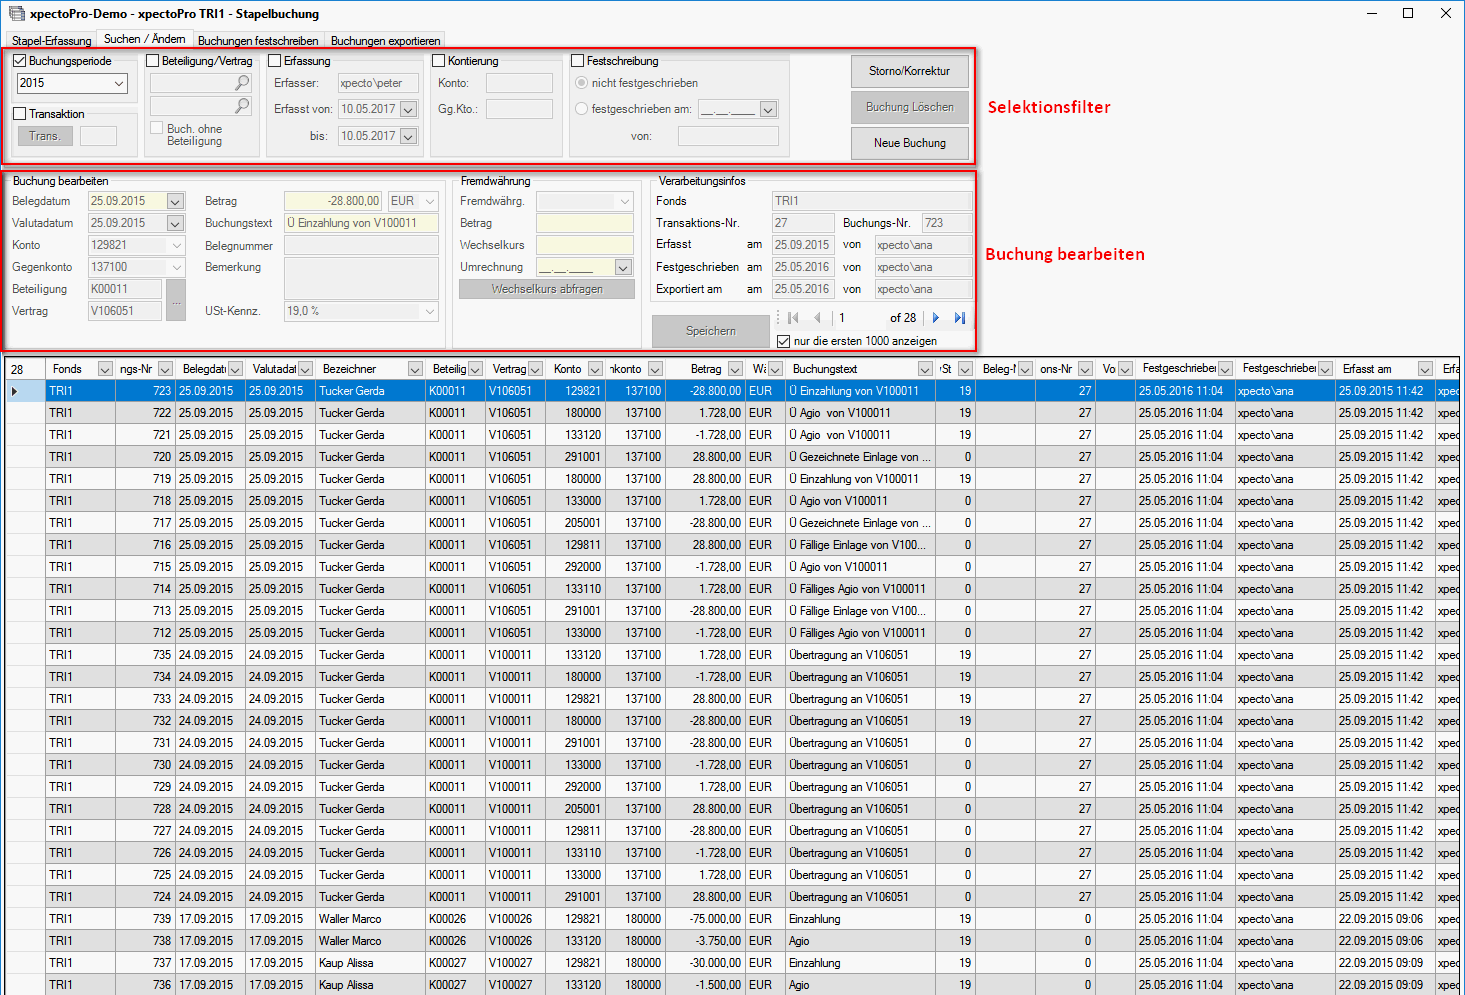 xpectoPro-Demo - xpectoPro TRI1 - Stapelbuchung
Stapel-Erfassung Suchen / Ändern Buchungen festschreiben Buchungen exportieren
Buchungsperiode Beteiligung/Vertrag Erfassung Kontierung Festschreibung
2015 Erfasser: xpecto\peter Konto: nicht festgeschrieben Storno/Korrektur
Transaktion Erfasst von: 10.05.2017 Gg.Kto.: festgeschrieben am: __.__.____ Buchung Löschen Selektionsfilter
Trans. Buch. ohne Beteiligung bis: 10.05.2017 von: Neue Buchung
Buchung bearbeiten Fremdwährung Verarbeitungsinfos
Belegdatum 25.09.2015 Betrag -28.800,00 EUR Fremdwährg. Fonds TRI1
Valutadatum 25.09.2015 Buchungstext Ü Einzahlung von V100011 Betrag Transaktions-Nr. 27 Buchungs-Nr. 723
Konto 129821 Belegnummer Wechselkurs Erfasst am 25.09.2015 von xpecto\ana Buchung bearbeiten
Gegenkonto 137100 Bemerkung Umrechnung __.__.____ Festgeschrieben am 25.05.2016 von xpecto\ana
Beteiligung K00011 ... Wechselkurs abfragen Exportiert am am 25.05.2016 von xpecto\ana
Vertrag V106051 USt-Kennz. 19,0 % 1 of 28
Speichern nur die ersten 1000 anzeigen
28 Fonds ngs-Nr Belegdatu Valutadat Bezeichner Beteilig Vertrag Konto nkonto Betrag Wä Buchungstext St Beleg-N ons-Nr Vo Festgeschrieben Festgeschrieben Erfasst am Erfa
TRI1 723 25.09.2015 25.09.2015 Tucker Gerda K00011 V106051 129821 137100 -28.800,00 EUR Ü Einzahlung von V100011 19 27 25.05.2016 11:04 xpecto\ana 25.09.2015 11:42 xpec
TRI1 722 25.09.2015 25.09.2015 Tucker Gerda K00011 V106051 180000 137100 1.728,00 EUR Ü Agio von V100011 19 27 25.05.2016 11:04 xpecto\ana 25.09.2015 11:42 xpec
TRI1 721 25.09.2015 25.09.2015 Tucker Gerda K00011 V106051 133120 137100 -1.728,00 EUR Ü Agio von V100011 19 27 25.05.2016 11:04 xpecto\ana 25.09.2015 11:42 xpec
TRI1 720 25.09.2015 25.09.2015 Tucker Gerda K00011 V106051 291001 137100 28.800,00 EUR Ü Gezeichnete Einlage von ... 0 27 25.05.2016 11:04 xpecto\ana 25.09.2015 11:42 xpec
TRI1 719 25.09.2015 25.09.2015 Tucker Gerda K00011 V106051 180000 137100 28.800,00 EUR Ü Einzahlung von V100011 19 27 25.05.2016 11:04 xpecto\ana 25.09.2015 11:42 xpec
TRI1 718 25.09.2015 25.09.2015 Tucker Gerda K00011 V106051 133000 137100 1.728,00 EUR Ü Agio von V100011 0 27 25.05.2016 11:04 xpecto\ana 25.09.2015 11:42 xpec
TRI1 717 25.09.2015 25.09.2015 Tucker Gerda K00011 V106051 205001 137100 -28.800,00 EUR Ü Gezeichnete Einlage von ... 0 27 25.05.2016 11:04 xpecto\ana 25.09.2015 11:42 xpec
TRI1 716 25.09.2015 25.09.2015 Tucker Gerda K00011 V106051 129811 137100 28.800,00 EUR Ü Fällige Einlage von V100... 0 27 25.05.2016 11:04 xpecto\ana 25.09.2015 11:42 xpec
TRI1 715 25.09.2015 25.09.2015 Tucker Gerda K00011 V106051 292000 137100 -1.728,00 EUR Ü Agio von V100011 0 27 25.05.2016 11:04 xpecto\ana 25.09.2015 11:42 xpec
TRI1 714 25.09.2015 25.09.2015 Tucker Gerda K00011 V106051 133110 137100 1.728,00 EUR Ü Fälliges Agio von V100011 0 27 25.05.2016 11:04 xpecto\ana 25.09.2015 11:42 xpec
TRI1 713 25.09.2015 25.09.2015 Tucker Gerda K00011 V106051 291001 137100 -28.800,00 EUR Ü Fällige Einlage von V100... 0 27 25.05.2016 11:04 xpecto\ana 25.09.2015 11:42 xpec
TRI1 712 25.09.2015 25.09.2015 Tucker Gerda K00011 V106051 133000 137100 -1.728,00 EUR Ü Fälliges Agio von V100011 0 27 25.05.2016 11:04 xpecto\ana 25.09.2015 11:42 xpec
TRI1 735 24.09.2015 24.09.2015 Tucker Gerda K00011 V100011 133120 137100 1.728,00 EUR Übertragung an V106051 19 27 25.05.2016 11:04 xpecto\ana 25.09.2015 11:42 xpec
TRI1 734 24.09.2015 24.09.2015 Tucker Gerda K00011 V100011 180000 137100 -1.728,00 EUR Übertragung an V106051 19 27 25.05.2016 11:04 xpecto\ana 25.09.2015 11:42 xpec
TRI1 733 24.09.2015 24.09.2015 Tucker Gerda K00011 V100011 129821 137100 28.800,00 EUR Übertragung an V106051 19 27 25.05.2016 11:04 xpecto\ana 25.09.2015 11:42 xpec
TRI1 732 24.09.2015 24.09.2015 Tucker Gerda K00011 V100011 180000 137100 -28.800,00 EUR Übertragung an V106051 19 27 25.05.2016 11:04 xpecto\ana 25.09.2015 11:42 xpec
TRI1 731 24.09.2015 24.09.2015 Tucker Gerda K00011 V100011 291001 137100 -28.800,00 EUR Übertragung an V106051 0 27 25.05.2016 11:04 xpecto\ana 25.09.2015 11:42 xpec
TRI1 730 24.09.2015 24.09.2015 Tucker Gerda K00011 V100011 133000 137100 -1.728,00 EUR Übertragung an V106051 0 27 25.05.2016 11:04 xpecto\ana 25.09.2015 11:42 xpec
TRI1 729 24.09.2015 24.09.2015 Tucker Gerda K00011 V100011 292000 137100 1.728,00 EUR Übertragung an V106051 0 27 25.05.2016 11:04 xpecto\ana 25.09.2015 11:42 xpec
TRI1 728 24.09.2015 24.09.2015 Tucker Gerda K00011 V100011 205001 137100 28.800,00 EUR Übertragung an V106051 0 27 25.05.2016 11:04 xpecto\ana 25.09.2015 11:42 xpec
TRI1 727 24.09.2015 24.09.2015 Tucker Gerda K00011 V100011 129811 137100 -28.800,00 EUR Übertragung an V106051 0 27 25.05.2016 11:04 xpecto\ana 25.09.2015 11:42 xpec
TRI1 726 24.09.2015 24.09.2015 Tucker Gerda K00011 V100011 133110 137100 -1.728,00 EUR Übertragung an V106051 0 27 25.05.2016 11:04 xpecto\ana 25.09.2015 11:42 xpec
TRI1 725 24.09.2015 24.09.2015 Tucker Gerda K00011 V100011 133000 137100 1.728,00 EUR Übertragung an V106051 0 27 25.05.2016 11:04 xpecto\ana 25.09.2015 11:42 xpec
TRI1 724 24.09.2015 24.09.2015 Tucker Gerda K00011 V100011 291001 137100 28.800,00 EUR Übertragung an V106051 0 27 25.05.2016 11:04 xpecto\ana 25.09.2015 11:42 xpec
TRI1 739 17.09.2015 17.09.2015 Waller Marco K00026 V100026 129821 180000 -75.000,00 EUR Einzahlung 19 0 25.05.2016 11:04 xpecto\ana 22.09.2015 09:06 xpec
TRI1 738 17.09.2015 17.09.2015 Waller Marco K00026 V100026 133120 180000 -3.750,00 EUR Agio 19 0 25.05.2016 11:04 xpecto\ana 22.09.2015 09:06 xpec
TRI1 737 17.09.2015 17.09.2015 Kaup Alissa K00027 V100027 129821 180000 -30.000,00 EUR Einzahlung 19 0 25.05.2016 11:04 xpecto\ana 22.09.2015 09:09 xpec
TRI1 736 17.09.2015 17.09.2015 Kaup Alissa K00027 V100027 133120 180000 -1.500,00 EUR Agio 19 0 25.05.2016 11:04 xpecto\ana 22.09.2015 09:09 xpec